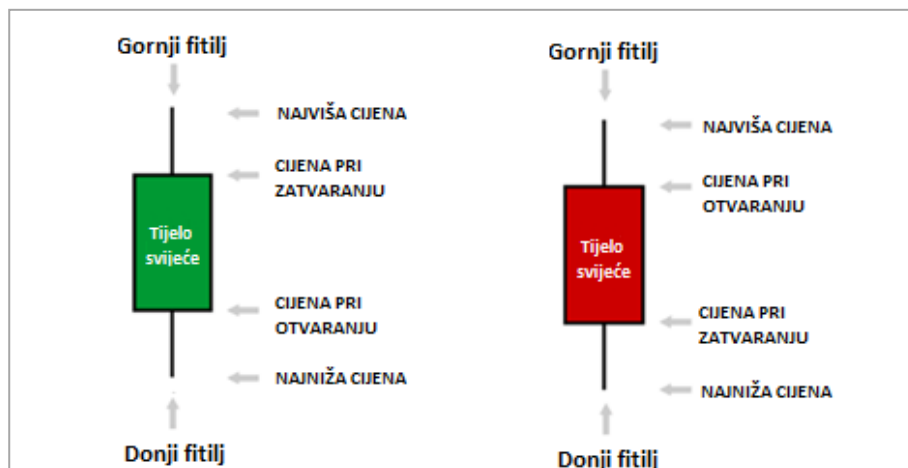 Gornji fitilj
NAJVIŠA CIJENA
CIJENA PRI
ZATVARANJU
Tijelo
svijeće
CIJENA PRI
OTVARANJU
NAJNIŽA CIJENA
Donji fitilj
Gornji fitilj
NAJVIŠA CIJENA
CIJENA PRI
OTVARANJU
Tijelo
svijeće
CIJENA PRI
ZATVARANJU
NAJNIŽA CIJENA
Donji fitilj